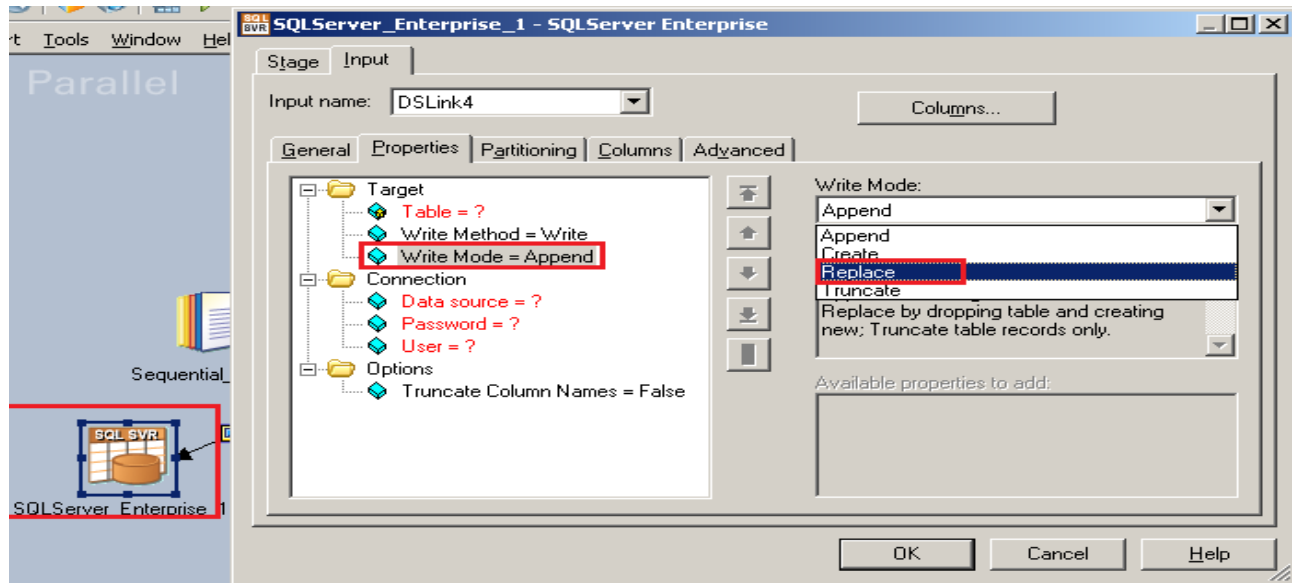 SQL SVR SQLServer_Enterprise_1 - SQLServer Enterprise
Tools Window Hel
Parallel
Stage Input
Input name: DSLink4 Columns...
General Properties Partitioning Columns Advanced
Target
Table = ?
Write Method = Write
Write Mode = Append
Connection
Data source = ?
Password = ?
User = ?
Options
Truncate Column Names = False
Write Mode:
Append
Append
Create
Replace
Truncate
Replace by dropping table and creating
new; Truncate table records only.
Available properties to add:
Sequential_
SQL SVR
SQLServer_Enterprise_1
OK Cancel Help